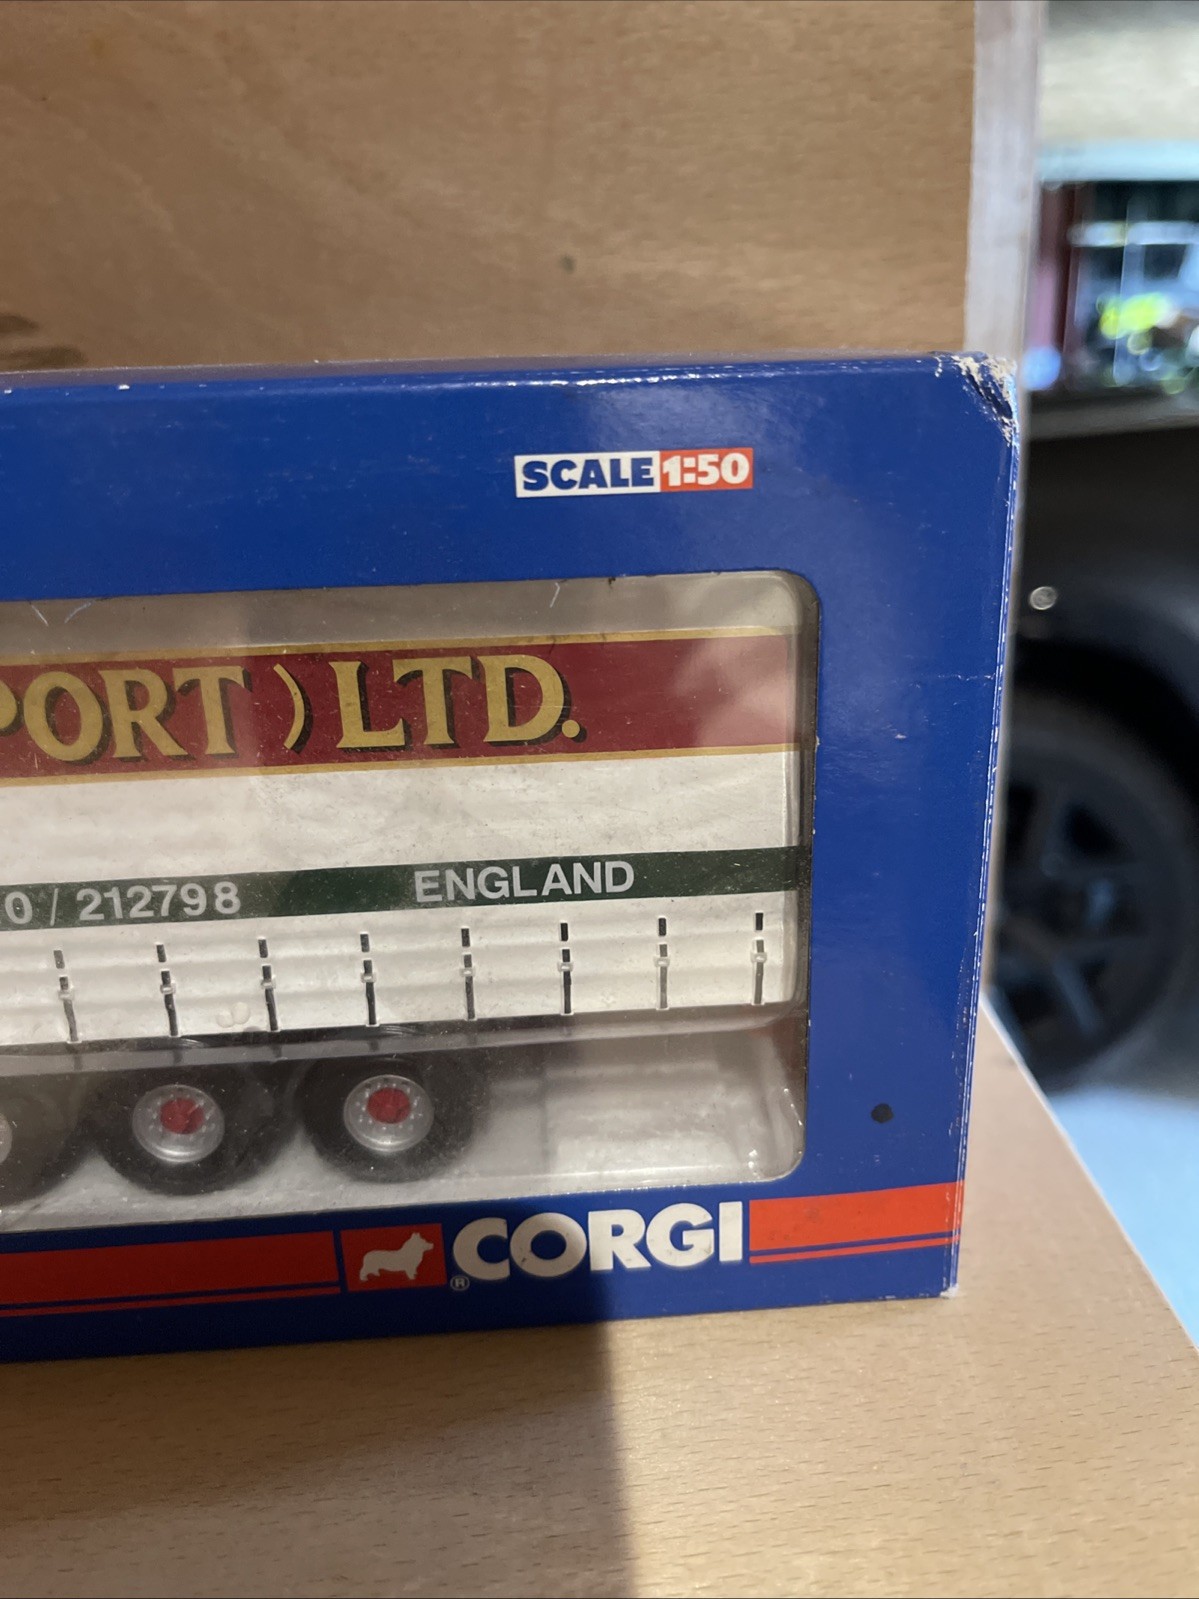 SCALE 1:50
PORT ) LTD.
0 / 212798 ENGLAND
® CORGI